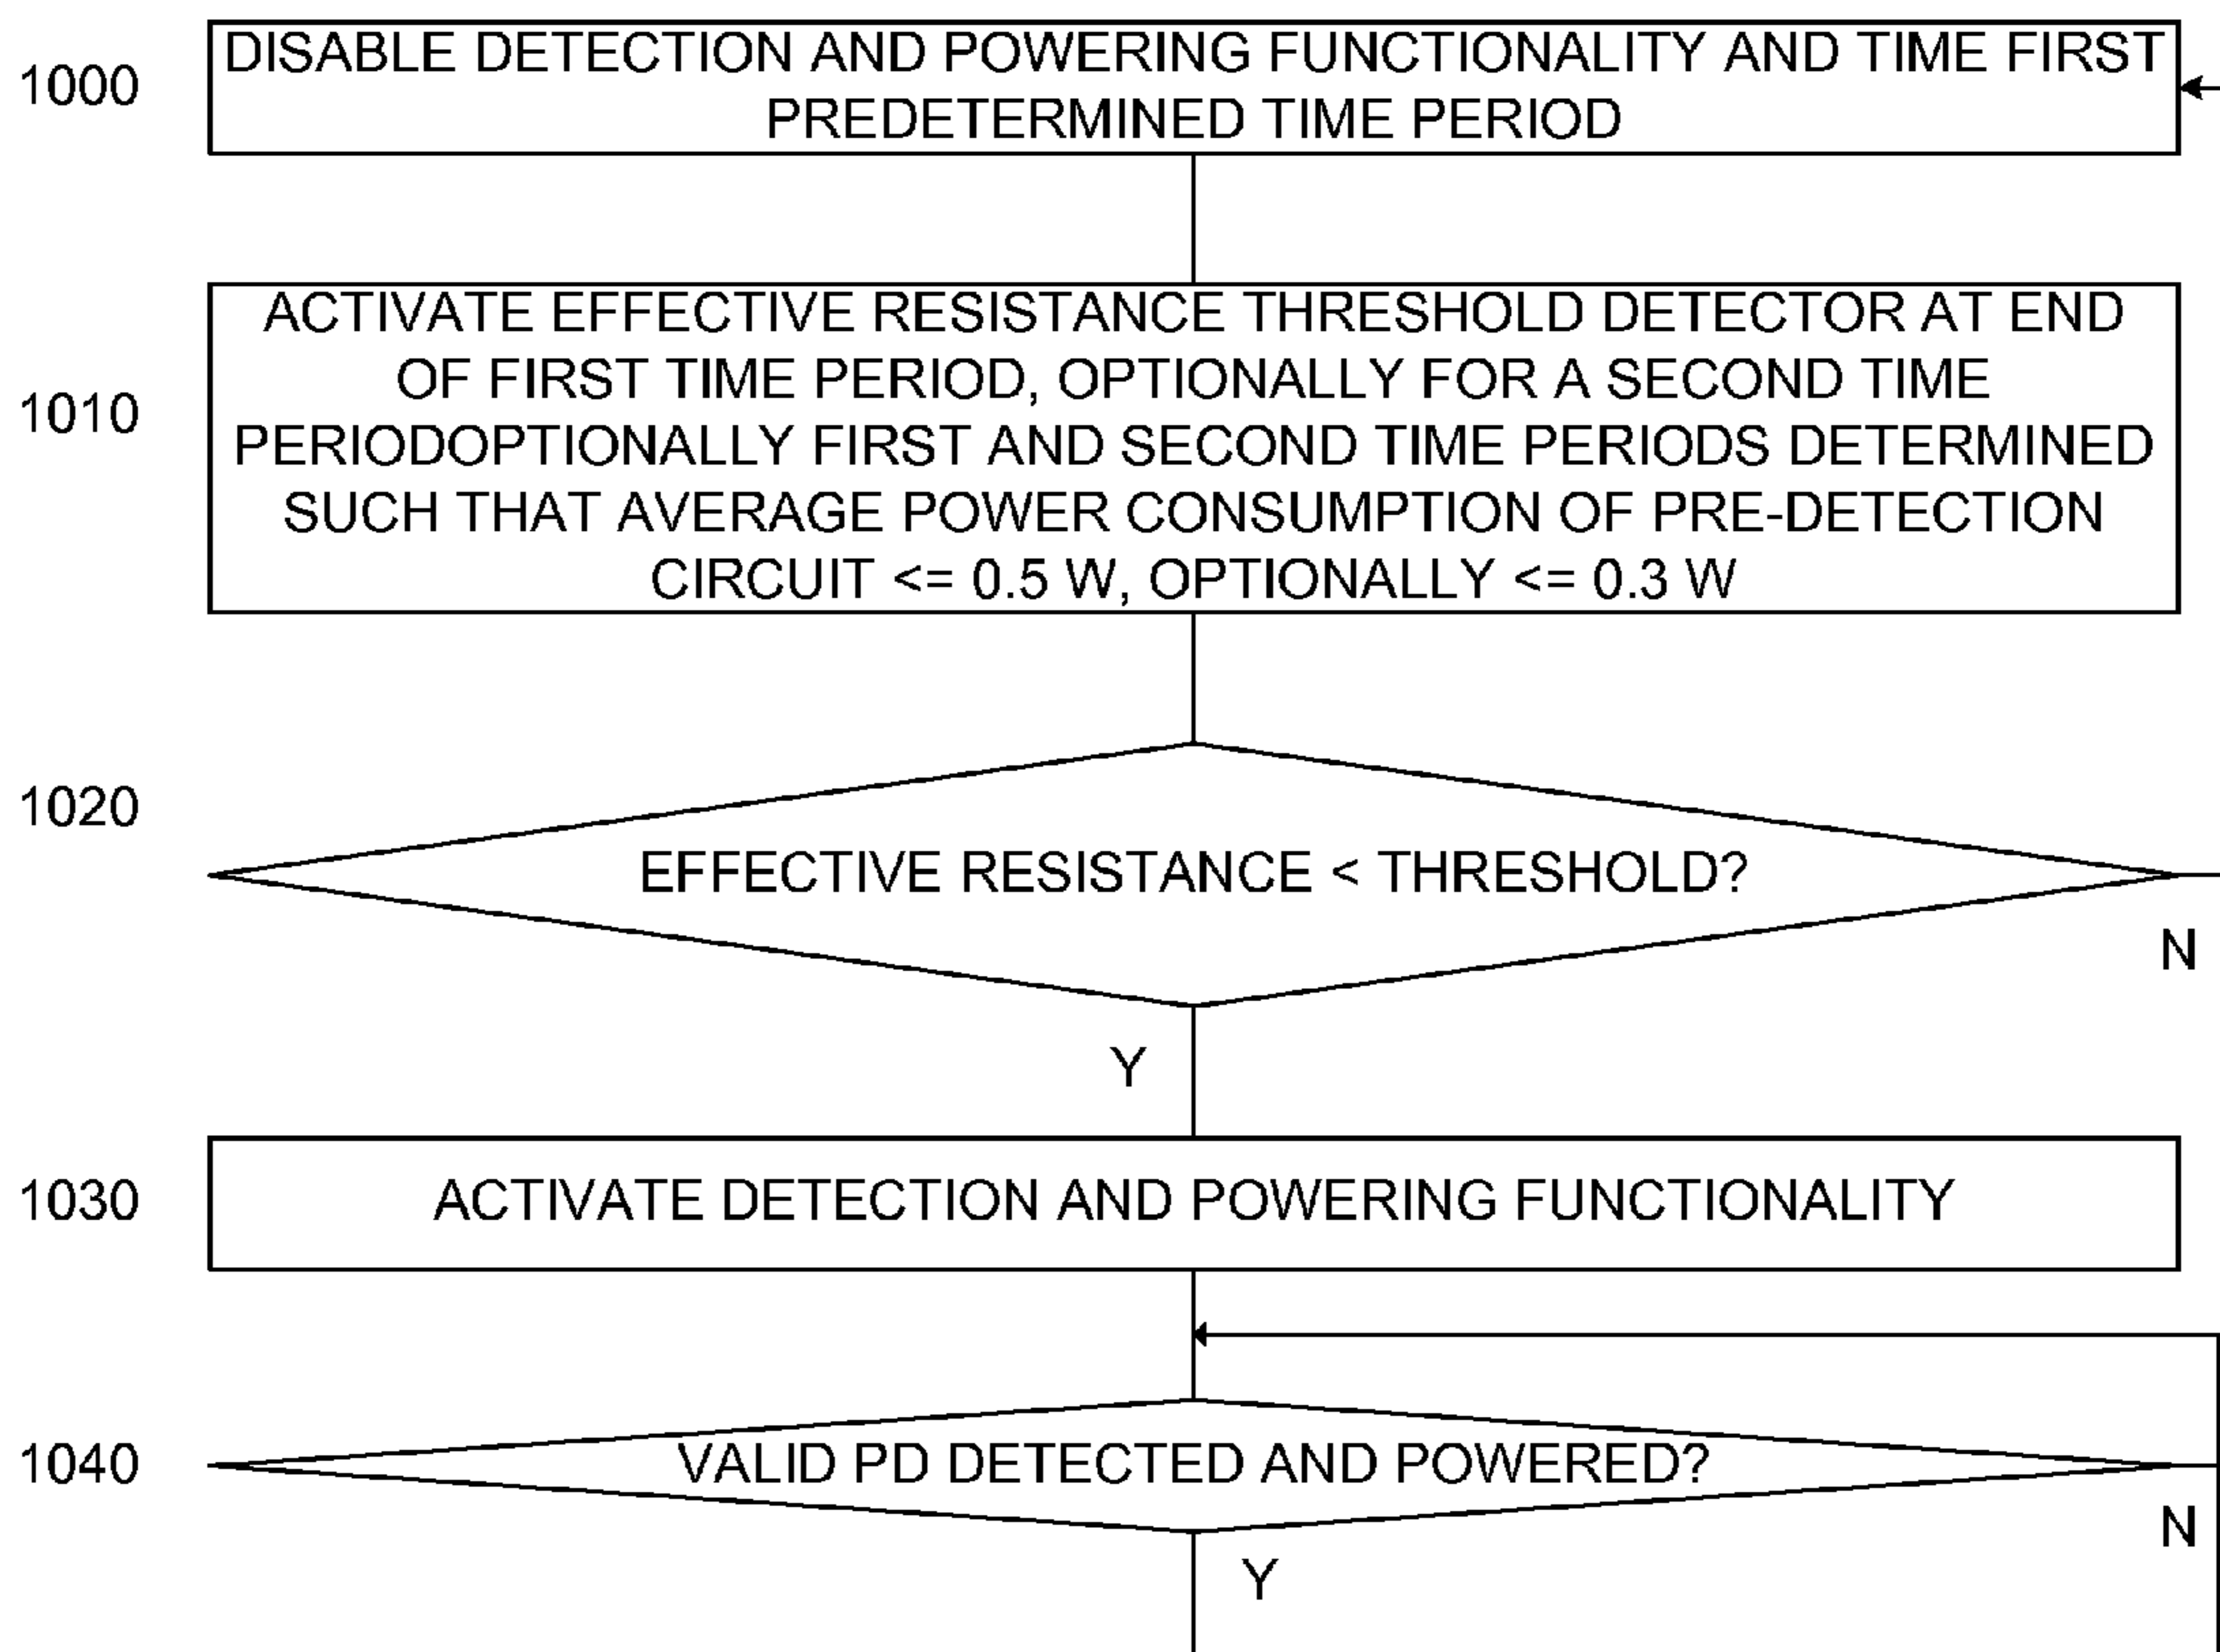 1000
DISABLE DETECTION AND POWERING FUNCTIONALITY AND TIME FIRST
PREDETERMINED TIME PERIOD
1010
ACTIVATE EFFECTIVE RESISTANCE THRESHOLD DETECTOR AT END
OF FIRST TIME PERIOD, OPTIONALLY FOR A SECOND TIME
PERIODOPTIONALLY FIRST AND SECOND TIME PERIODS DETERMINED
SUCH THAT AVERAGE POWER CONSUMPTION OF PRE-DETECTION
CIRCUIT <= 0.5 W, OPTIONALLY <= 0.3 W
1020
EFFECTIVE RESISTANCE < THRESHOLD?
N
Y
1030
ACTIVATE DETECTION AND POWERING FUNCTIONALITY
1040
VALID PD DETECTED AND POWERED?
N
Y